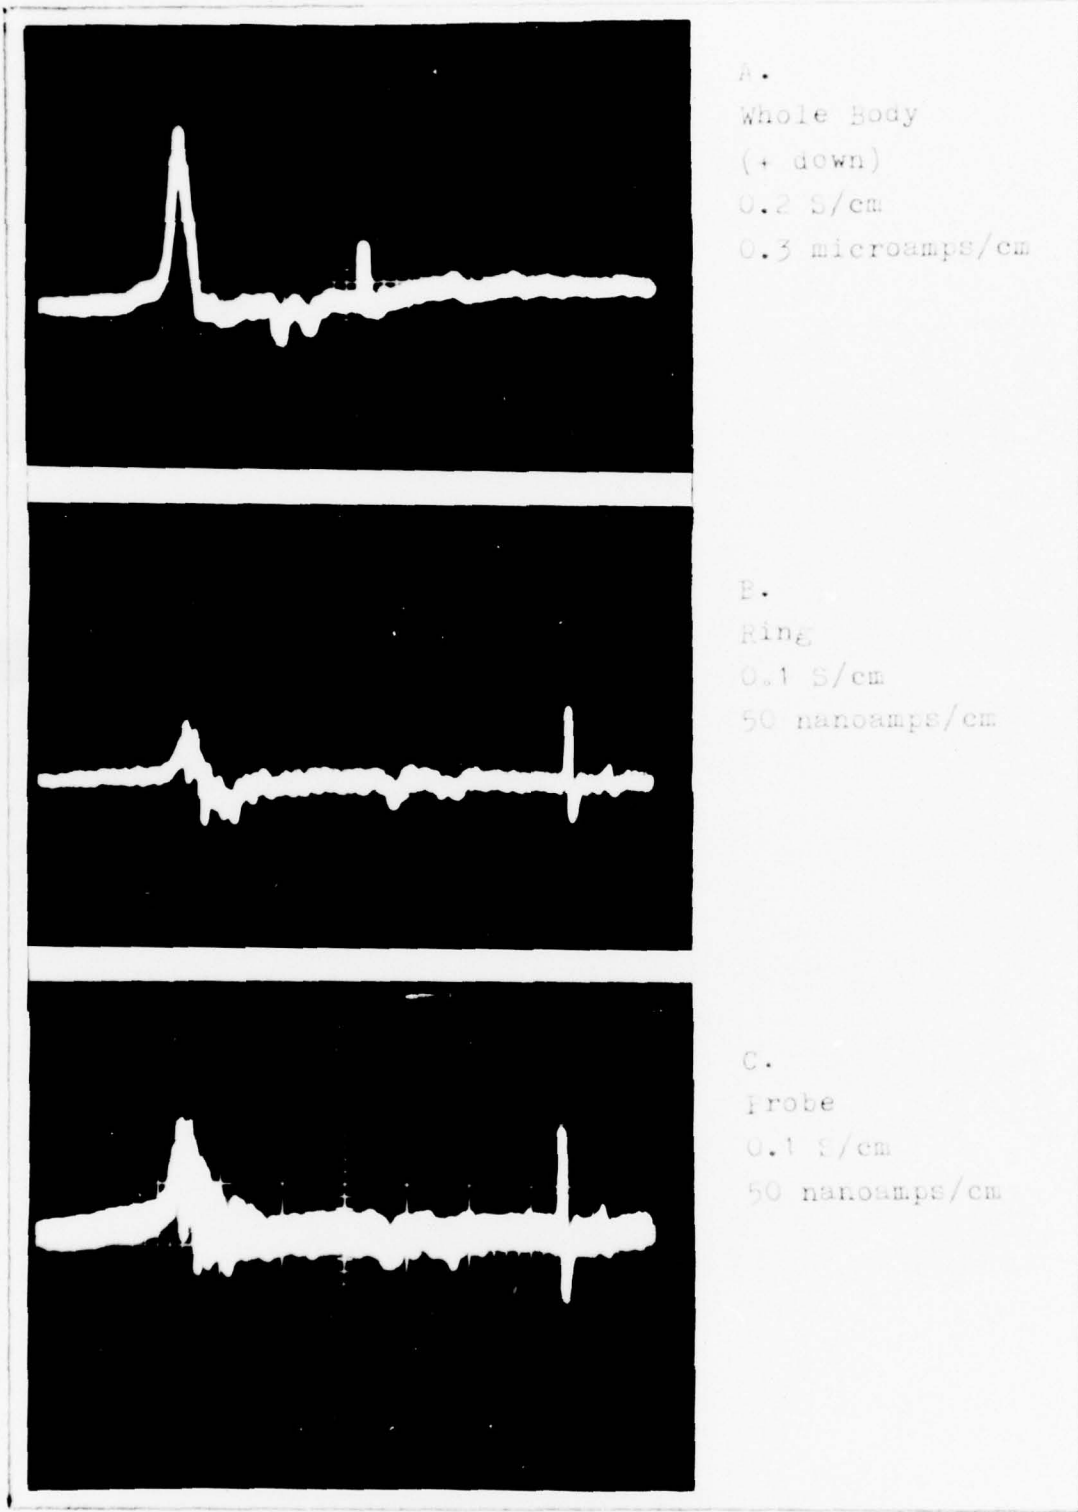 A.
Whole Body
(+ down)
0.2 S/cm
0.3 microamps/cm
B.
Ring
0.1 S/cm
50 nanoamps/cm
C.
Probe
0.1 S/cm
50 nanoamps/cm